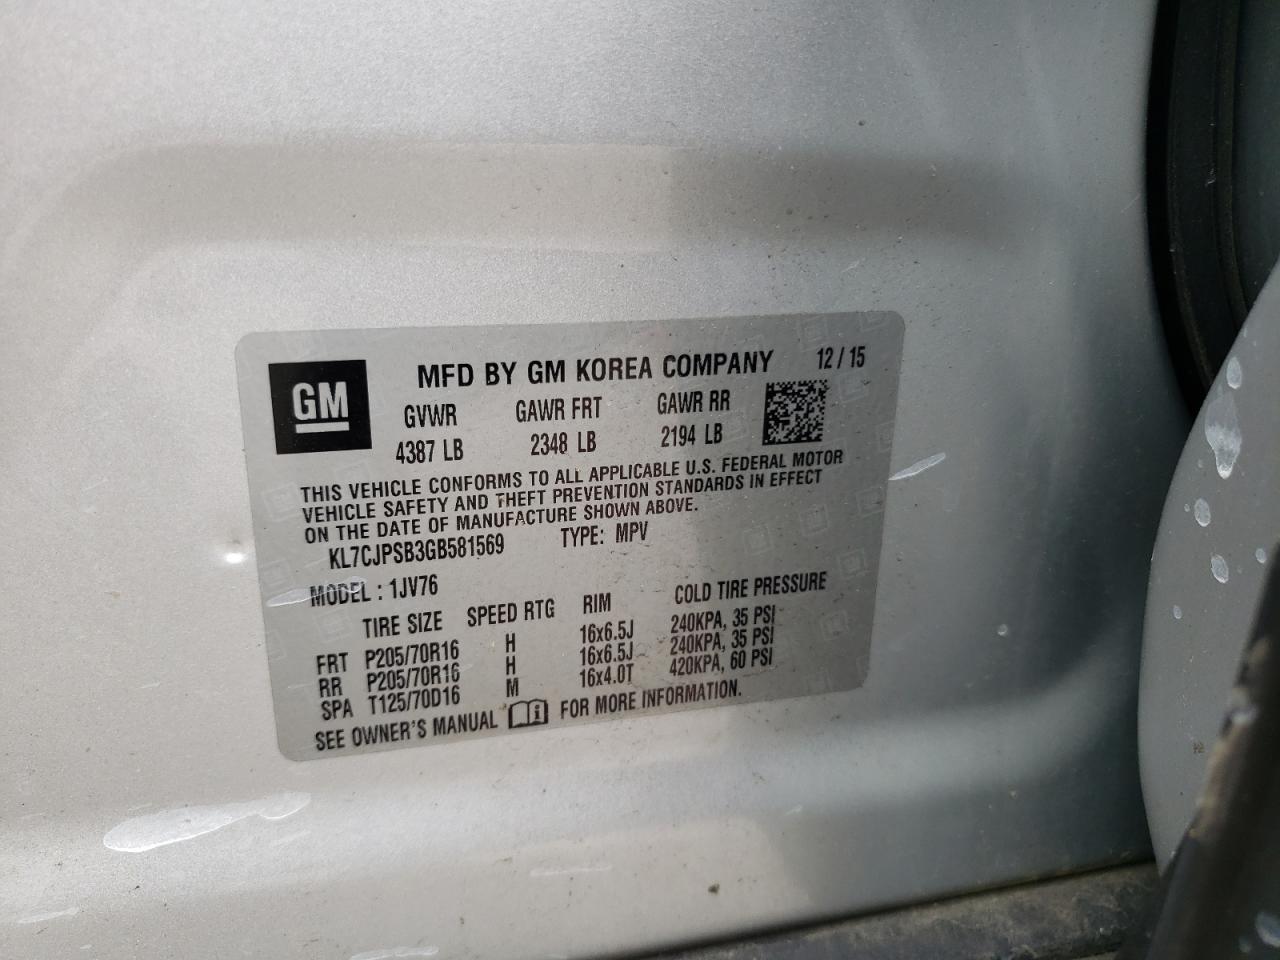 GM
MFD BY GM KOREA COMPANY 12 / 15
GVWR GAWR FRT GAWR RR
4387 LB 2348 LB 2194 LB
THIS VEHICLE CONFORMS TO ALL APPLICABLE U.S. FEDERAL MOTOR
VEHICLE SAFETY AND THEFT PREVENTION STANDARDS IN EFFECT
ON THE DATE OF MANUFACTURE SHOWN ABOVE.
KL7CJPSB3GB581569 TYPE: MPV
MODEL : 1JV76
TIRE SIZE SPEED RTG RIM COLD TIRE PRESSURE
FRT P205/70R16 H 16x6.5J 240KPA, 35 PSI
RR P205/70R16 H 16x6.5J 240KPA, 35 PSI
SPA T125/70D16 M 16x4.0T 420KPA, 60 PSI
SEE OWNER'S MANUAL i FOR MORE INFORMATION.